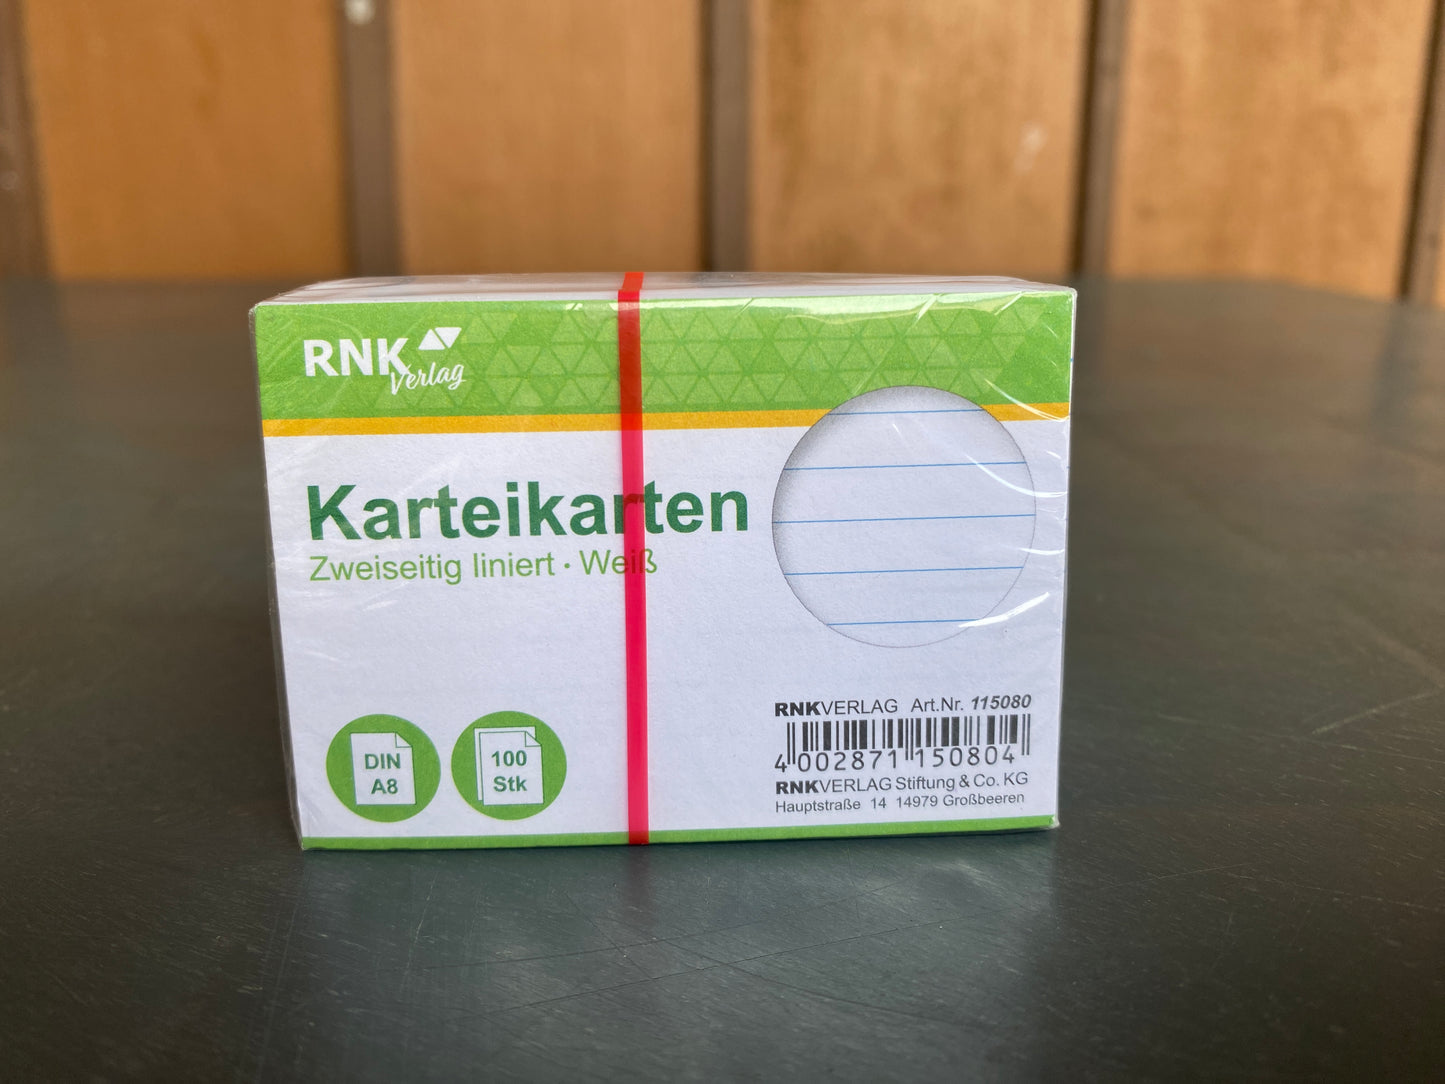 RNK
Verlag
Karteikarten
Zweiseitig liniert · Weiß
DIN
A8
100
Stk
RNKVERLAG Art.Nr. 115080
4 002871 150804
RNKVERLAG Stiftung & Co. KG
Hauptstraße 14 14979 Großbeeren